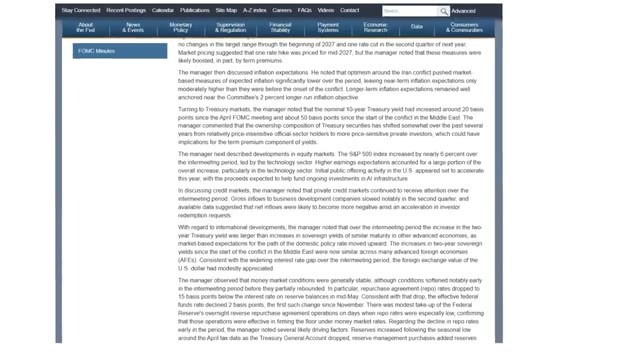 Stay Connected Recent Postings Calendar Publications Site Map A-Z index Careers FAQs Videos Contact Search Advanced
About the Fed News & Events Monetary Policy Supervision & Regulation Financial Stability Payment Systems Economic Research Data Consumers & Communities
FOMC Minutes
no changes in the target range through the beginning of 2027 and one rate cut in the second quarter of next year.
Market pricing suggested that one rate hike was priced for mid-2027, but the manager noted that these measures were
likely boosted, in part, by term premiums.
The manager then discussed inflation expectations. He noted that optimism around the Iran conflict pushed market-
based measures of expected inflation significantly lower over the period, leaving near-term inflation expectations only
moderately higher than they were before the onset of the conflict. Longer-term inflation expectations remained well
anchored near the Committee's 2 percent longer-run inflation objective.
Turning to Treasury markets, the manager noted that the nominal 10-year Treasury yield had increased around 20 basis
points since the April FOMC meeting and about 50 basis points since the start of the conflict in the Middle East. The
manager commented that the ownership composition of Treasury securities has shifted somewhat over the past several
years from relatively price-insensitive official-sector holders to more price-sensitive private investors, which could have
implications for the term premium component of yields.
The manager next described developments in equity markets. The S&P 500 index increased by nearly 6 percent over
the intermeeting period, led by the technology sector. Higher earnings expectations accounted for a large portion of the
overall increase, particularly in the technology sector. Initial public offering activity in the U.S. appeared set to accelerate
this year, with the proceeds expected to help fund ongoing investments in AI infrastructure.
In discussing credit markets, the manager noted that private credit markets continued to receive attention over the
intermeeting period. Gross inflows to business development companies slowed notably in the second quarter, and
available data suggested that net inflows were likely to become more negative amid an acceleration in investor
redemption requests.
With regard to international developments, the manager noted that over the intermeeting period the increase in the two-
year Treasury yield was larger than increases in sovereign yields of similar maturity in other advanced economies, as
market-based expectations for the path of the domestic policy rate moved upward. The increases in two-year sovereign
yields since the start of the conflict in the Middle East were now similar across many advanced foreign economies
(AFEs). Consistent with the widening interest rate gap over the intermeeting period, the foreign exchange value of the
U.S. dollar had modestly appreciated.
The manager observed that money market conditions were generally stable, although conditions softened notably early
in the intermeeting period before they partially rebounded. In particular, repurchase agreement (repo) rates dropped to
15 basis points below the interest rate on reserve balances in mid-May. Consistent with that drop, the effective federal
funds rate declined 2 basis points, the first such change since November. There was modest take-up of the Federal
Reserve's overnight reverse repurchase agreement operations on days when repo rates were especially low, confirming
that those operations were effective in firming the floor under money market rates. Regarding the decline in repo rates
early in the period, the manager noted several likely driving factors. Reserves increased following the seasonal low
around the April tax date as the Treasury General Account dropped, reserve management purchases added reserves